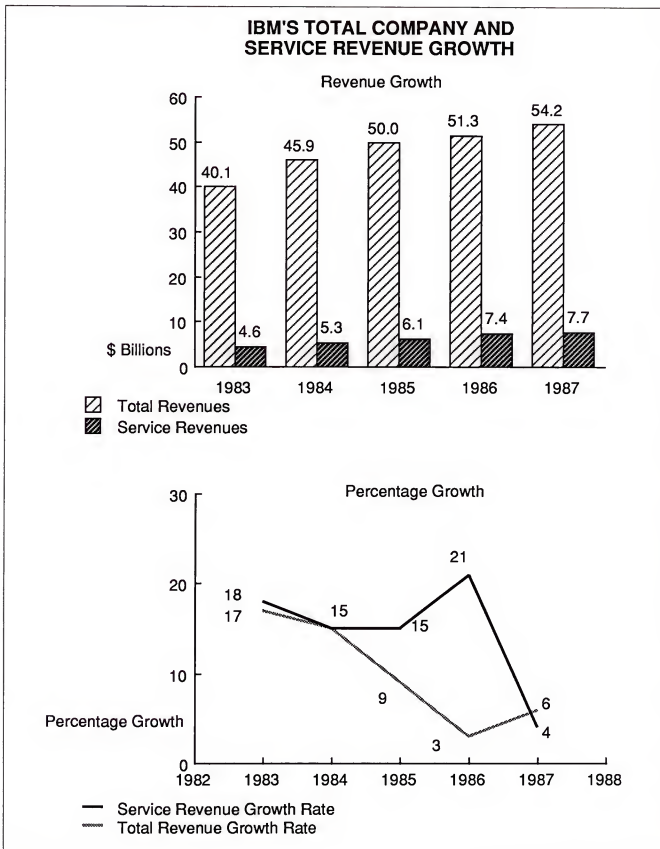 IBM'S TOTAL COMPANY AND
SERVICE REVENUE GROWTH
Revenue Growth
60
50
40
30
20
10
0
$ Billions
40.1
4.6
45.9
5.3
50.0
6.1
51.3
7.4
54.2
7.7
1983 1984 1985 1986 1987
Total Revenues
Service Revenues
Percentage Growth
30
20
10
0
Percentage Growth
18
17
15
15
9
21
3
6
4
1982 1983 1984 1985 1986 1987 1988
Service Revenue Growth Rate
Total Revenue Growth Rate